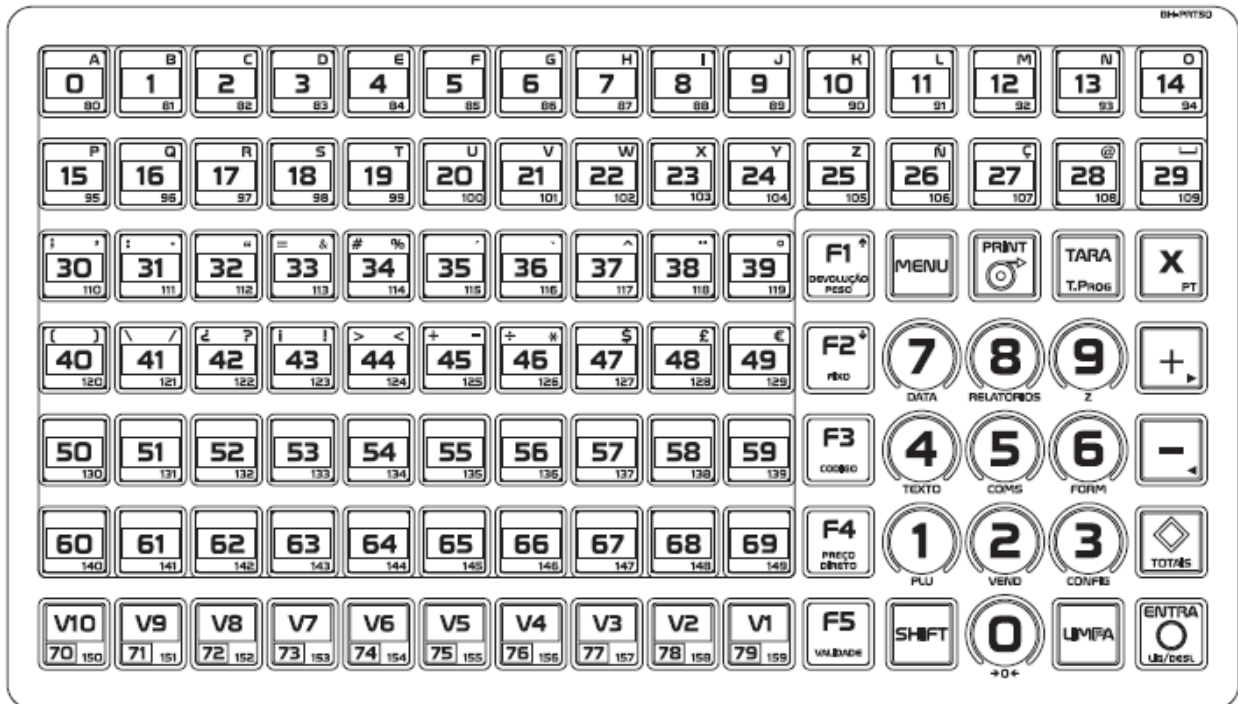 BH-PRT50
A B C D E F G H I J K L M N O
0 1 2 3 4 5 6 7 8 9 10 11 12 13 14
80 81 82 83 84 85 86 87 88 89 90 91 92 93 94
P Q R S T U V W X Y Z Ñ Ç @ ⎵
15 16 17 18 19 20 21 22 23 24 25 26 27 28 29
95 96 97 98 99 100 101 102 103 104 105 106 107 108 109
; , : . “ = & # % ´ ` ^ ¨ º F1 ↑ MENU PRINT TARA X
30 31 32 33 34 35 36 37 38 39 DEVOLUÇÃO PESO T.PROG PT
110 111 112 113 114 115 116 117 118 119
( ) \ / ¿ ? ¡ ! > < + - ÷ * $ £ € F2 ↓ 7 8 9 +
40 41 42 43 44 45 46 47 48 49 FIXO DATA RELATORIOS Z
120 121 122 123 124 125 126 127 128 129
50 51 52 53 54 55 56 57 58 59 F3 4 5 6 -
130 131 132 133 134 135 136 137 138 139 CODIGO TEXTO COMS FORM
60 61 62 63 64 65 66 67 68 69 F4 1 2 3
140 141 142 143 144 145 146 147 148 149 PREÇO DIRETO PLU VEND CONFIG TOTAIS
V10 V9 V8 V7 V6 V5 V4 V3 V2 V1 F5 SHIFT 0 LIMPA ENTRA
70 150 71 151 72 152 73 153 74 154 75 155 76 156 77 157 78 158 79 159 VALIDADE →0← LIG/DESL